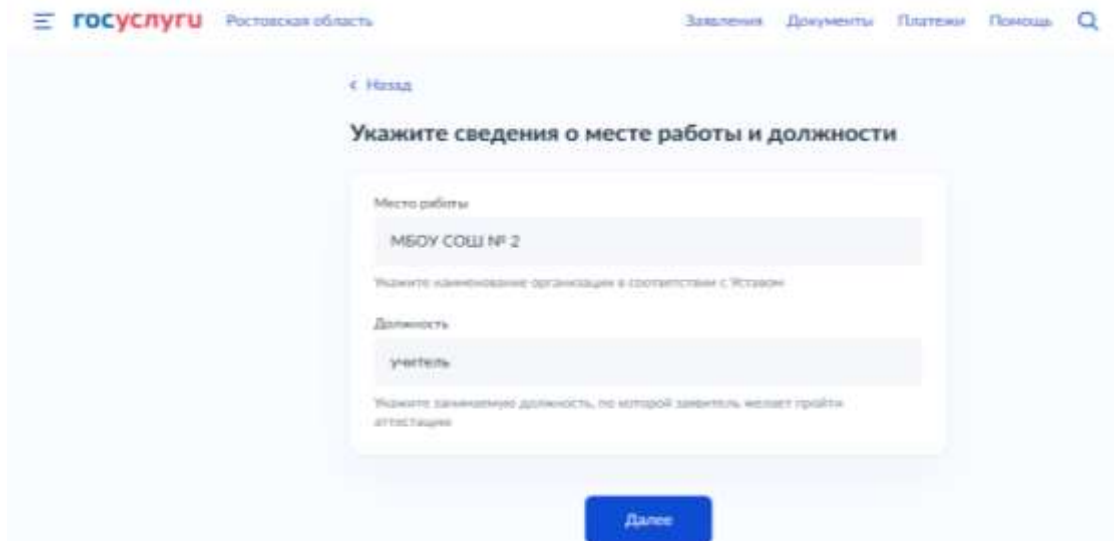 госуслуги Ростовская область Заявления Документы Платежи Помощь
Назад
Укажите сведения о месте работы и должности
Место работы
МБОУ СОШ № 2
Укажите наименование организации в соответствии с Уставом
Должность
учитель
Укажите занимаемую должность, по которой заявитель желает пройти
аттестацию
Далее